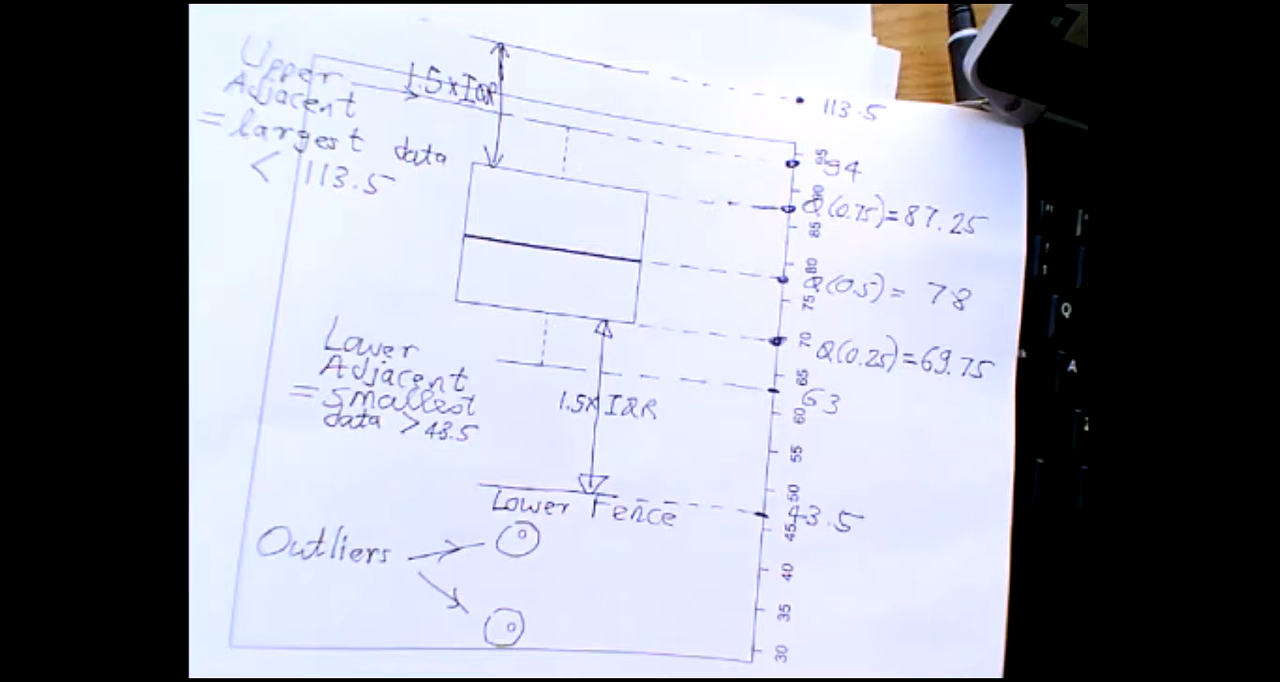 Upper
Adjacent
= largest data
< 113.5
1.5 x IQR
113.5
95
94
90
Q(0.75)=87.25
85
80
Q(0.5) = 78
75
70
Q(0.25)=69.75
65
63
60
55
50
43.5
45
40
35
30
Lower
Adjacent
= smallest
data > 43.5
1.5x IQR
Lower Fence
Outliers
Q
A